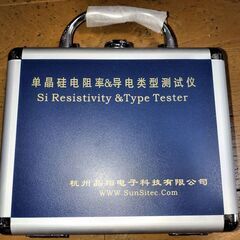 单晶硅电阻率&导电类型测试仪
Si Resistivity &Type Tester
杭州晶翔电子科技有限公司
Www.SunSitec.Com